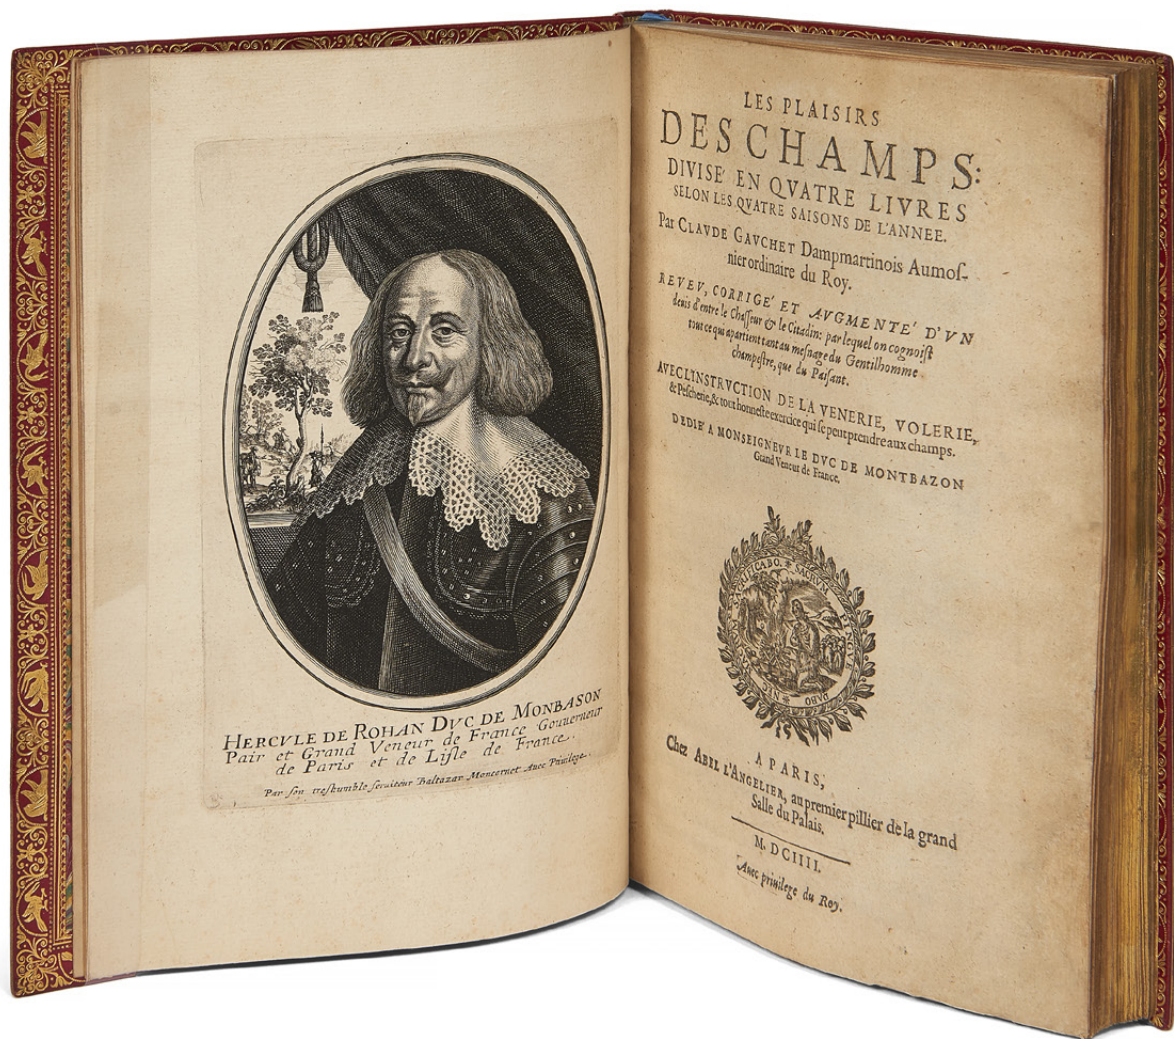 HERCVLE DE ROHAN DVC DE MONBASON
Pair et Grand Veneur de France Gouuerneur
de Paris et de Lisle de France.
Par son treshumble seruiteur Baltazar Moncornet Auec Priuilege.
LES PLAISIRS
DESCHAMPS:
DIVISE' EN QVATRE LIVRES
SELON LES QVATRE SAISONS DE L'ANNEE.
Par CLAVDE GAVCHET Dampmartinois Aumos-
nier ordinaire du Roy.
REVEV, CORRIGE' ET AVGMENTE' D'VN
deuis d'entre le Chasseur & le Citadin: par lequel on cognoist
tout ce qui apartient tant au mesnage du Gentilhomme
champestre, que du Paisant.
AVEC L'INSTRVCTION DE LA VENERIE, VOLERIE,
& Pescherie, & tout honneste exercice qui se peut prendre aux champs.
DEDIE' A MONSEIGNEVR LE DVC DE MONTBAZON
Grand Veneur de France.
SACRVM DABO
A PARIS,
Chez ABEL L'ANGELIER, au premier pillier de la grand
Salle du Palais.
M. DCIIII.
Auec priuilege du Roy.